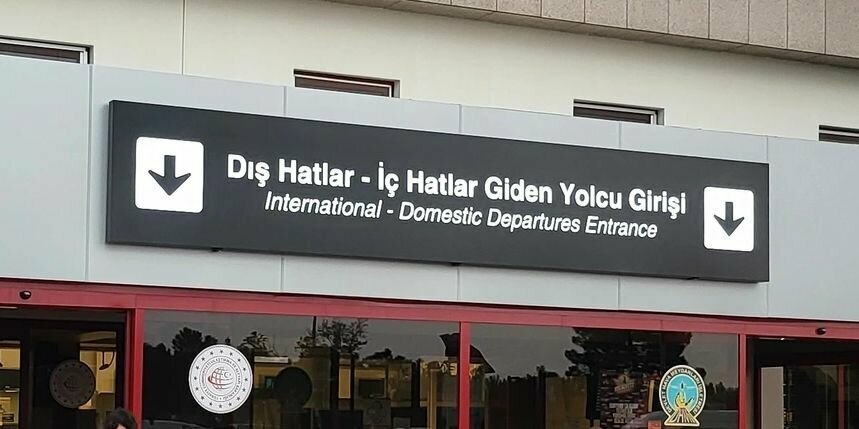 Dış Hatlar - İç Hatlar Giden Yolcu Girişi
International - Domestic Departures Entrance